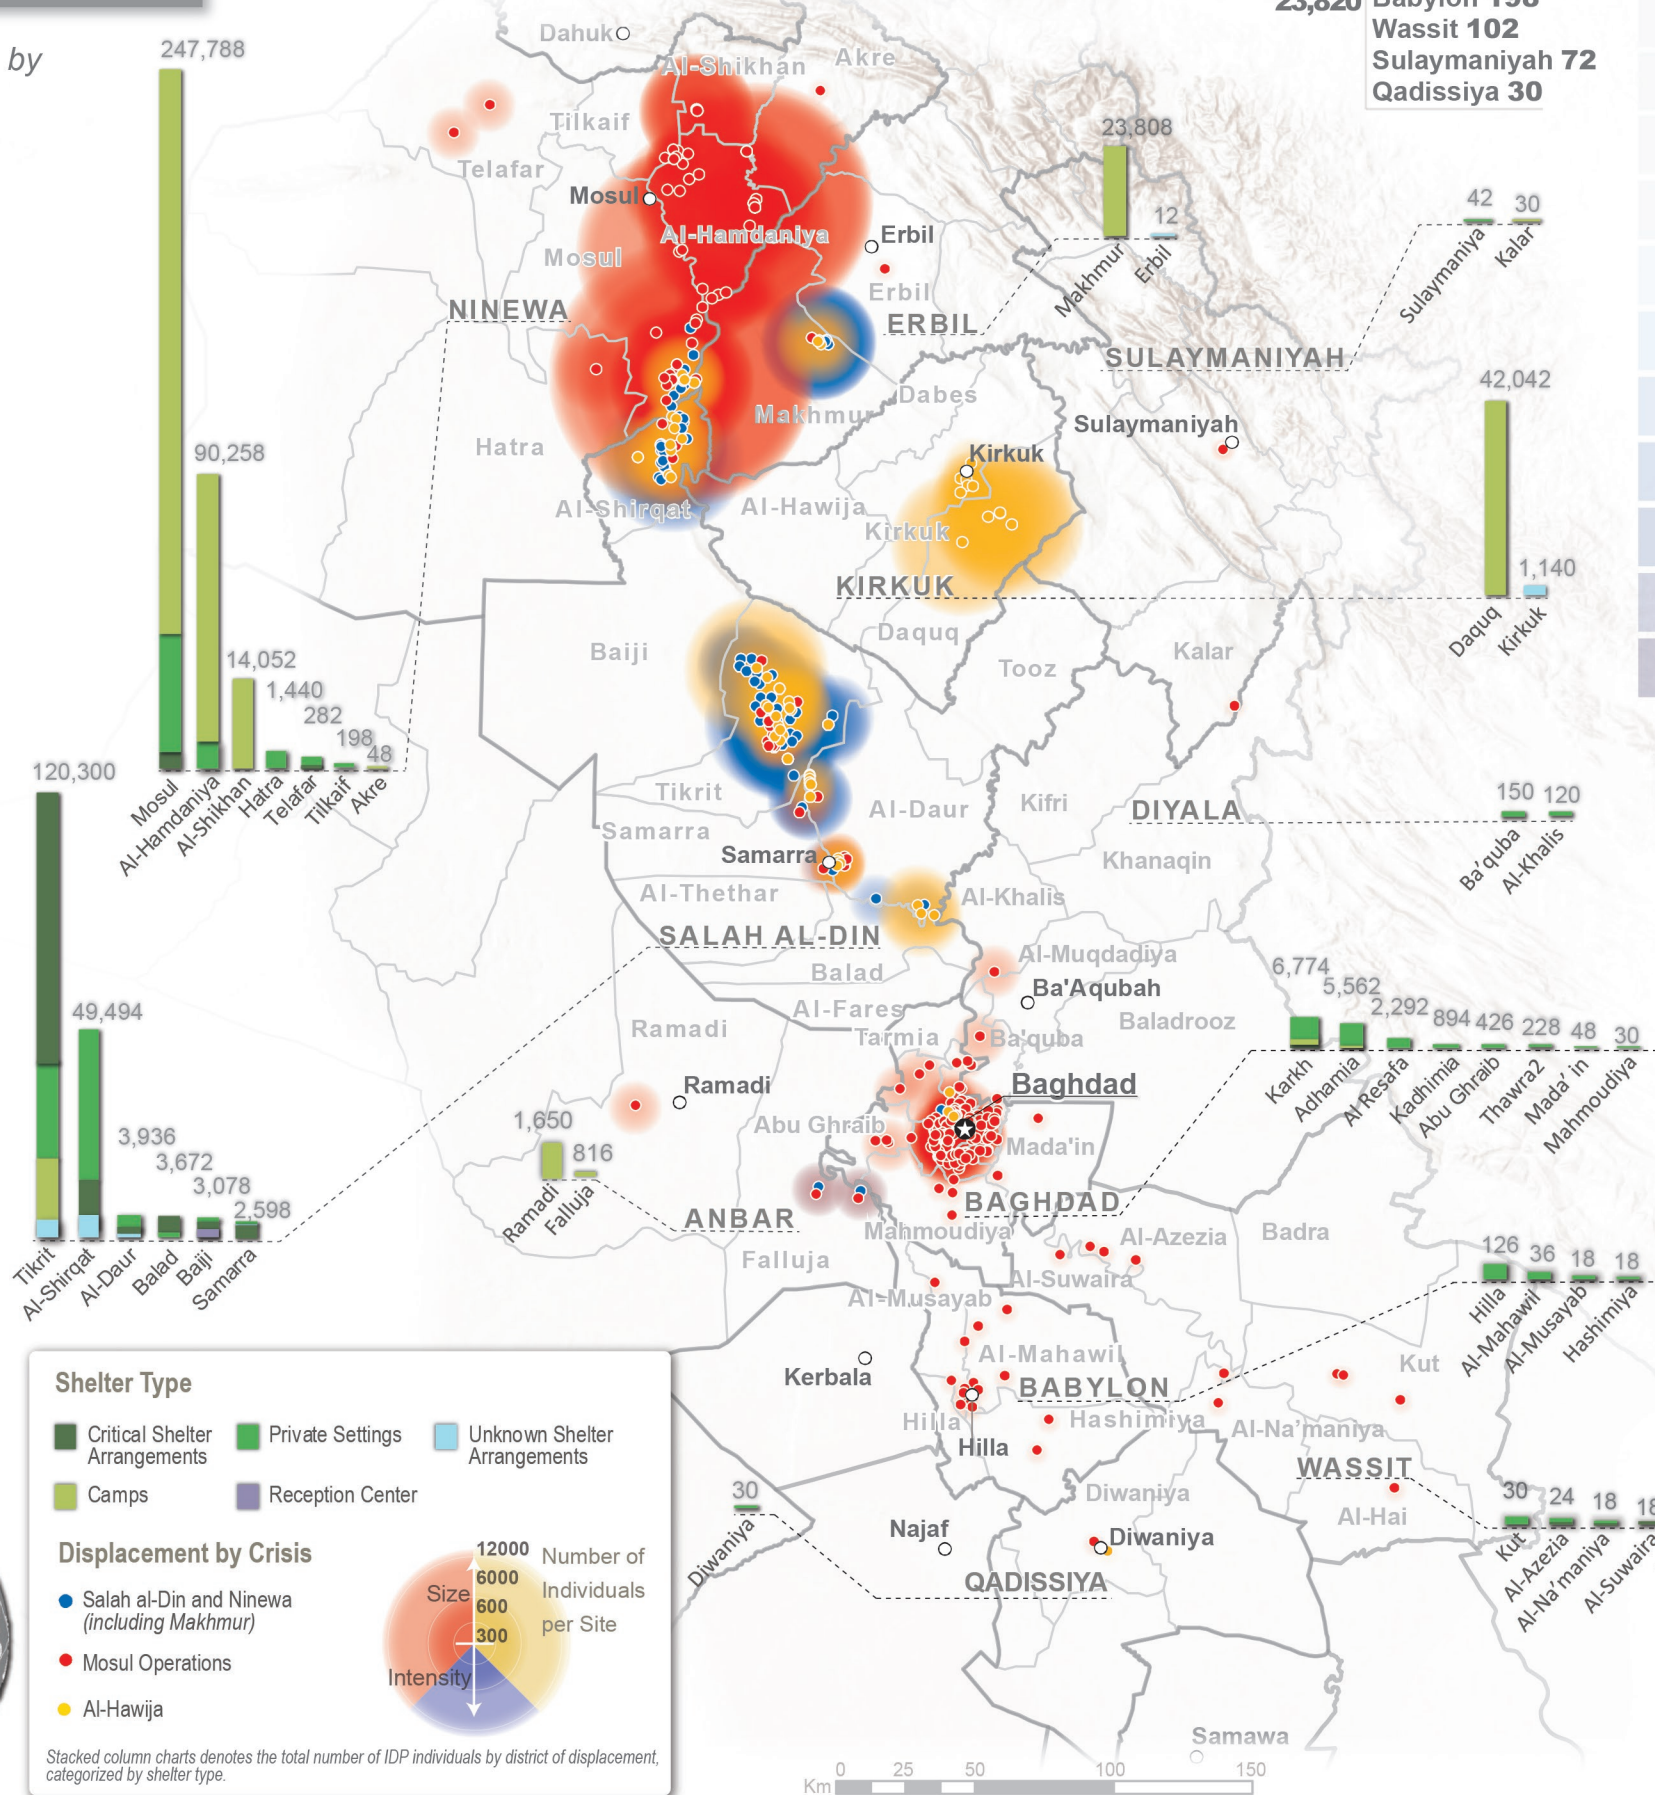 by
23,820
Babylon 198
Wassit 102
Sulaymaniyah 72
Qadissiya 30
247,788
90,258
14,052
1,440
282
198
48
Mosul
Al-Hamdaniya
Al-Shikhan
Hatra
Telafar
Tilkaif
Akre
120,300
49,494
3,936
3,672
3,078
2,598
Tikrit
Al-Shirqat
Al-Daur
Balad
Baiji
Samarra
Dahuk
Al-Shikhan
Akre
Tilkaif
Telafar
Mosul
Al-Hamdaniya
Erbil
Mosul
Erbil
NINEWA
ERBIL
23,808
12
Makhmur
Erbil
42
30
Sulaymaniya
Kalar
SULAYMANIYAH
Dabes
Makhmur
Hatra
Sulaymaniyah
Kirkuk
Al-Shirqat
Al-Hawija
Kirkuk
KIRKUK
42,042
1,140
Daquq
Kirkuk
Baiji
Daquq
Tooz
Kalar
Tikrit
Al-Daur
Kifri
DIYALA
150
120
Ba'quba
Al-Khalis
Samarra
Samarra
Khanaqin
Al-Thethar
Al-Khalis
SALAH AL-DIN
Balad
Al-Muqdadiya
Ba'Aqubah
Al-Fares
Ramadi
Tarmia
Ba'quba
Baladrooz
6,774
5,562
2,292
894
426
228
48
30
Karkh
Adhamia
Al Resafa
Kadhimia
Abu Ghraib
Thawra2
Mada' in
Mahmoudiya
Ramadi
Baghdad
Abu Ghraib
Mada'in
1,650
816
Ramadi
Falluja
ANBAR
BAGHDAD
Mahmoudiya
Falluja
Al-Azezia
Badra
Al-Suwaira
Al-Musayab
126
36
18
18
Hilla
Al-Mahawil
Al-Musayab
Hashimiya
Kerbala
Al-Mahawil
BABYLON
Kut
Hilla
Hashimiya
Al-Na'maniya
Hilla
WASSIT
Diwaniya
Al-Hai
30
24
18
18
Kut
Al-Azezia
Al-Na'maniya
Al-Suwaira
30
Diwaniya
Najaf
Diwaniya
QADISSIYA
Samawa
Shelter Type
Critical Shelter
Arrangements
Private Settings
Unknown Shelter
Arrangements
Camps
Reception Center
Displacement by Crisis
Salah al-Din and Ninewa
(including Makhmur)
Mosul Operations
Al-Hawija
12000
6000
600
300
Size
Intensity
Number of
Individuals
per Site
Stacked column charts denotes the total number of IDP individuals by district of displacement,
categorized by shelter type.
Km
0 25 50 100 150